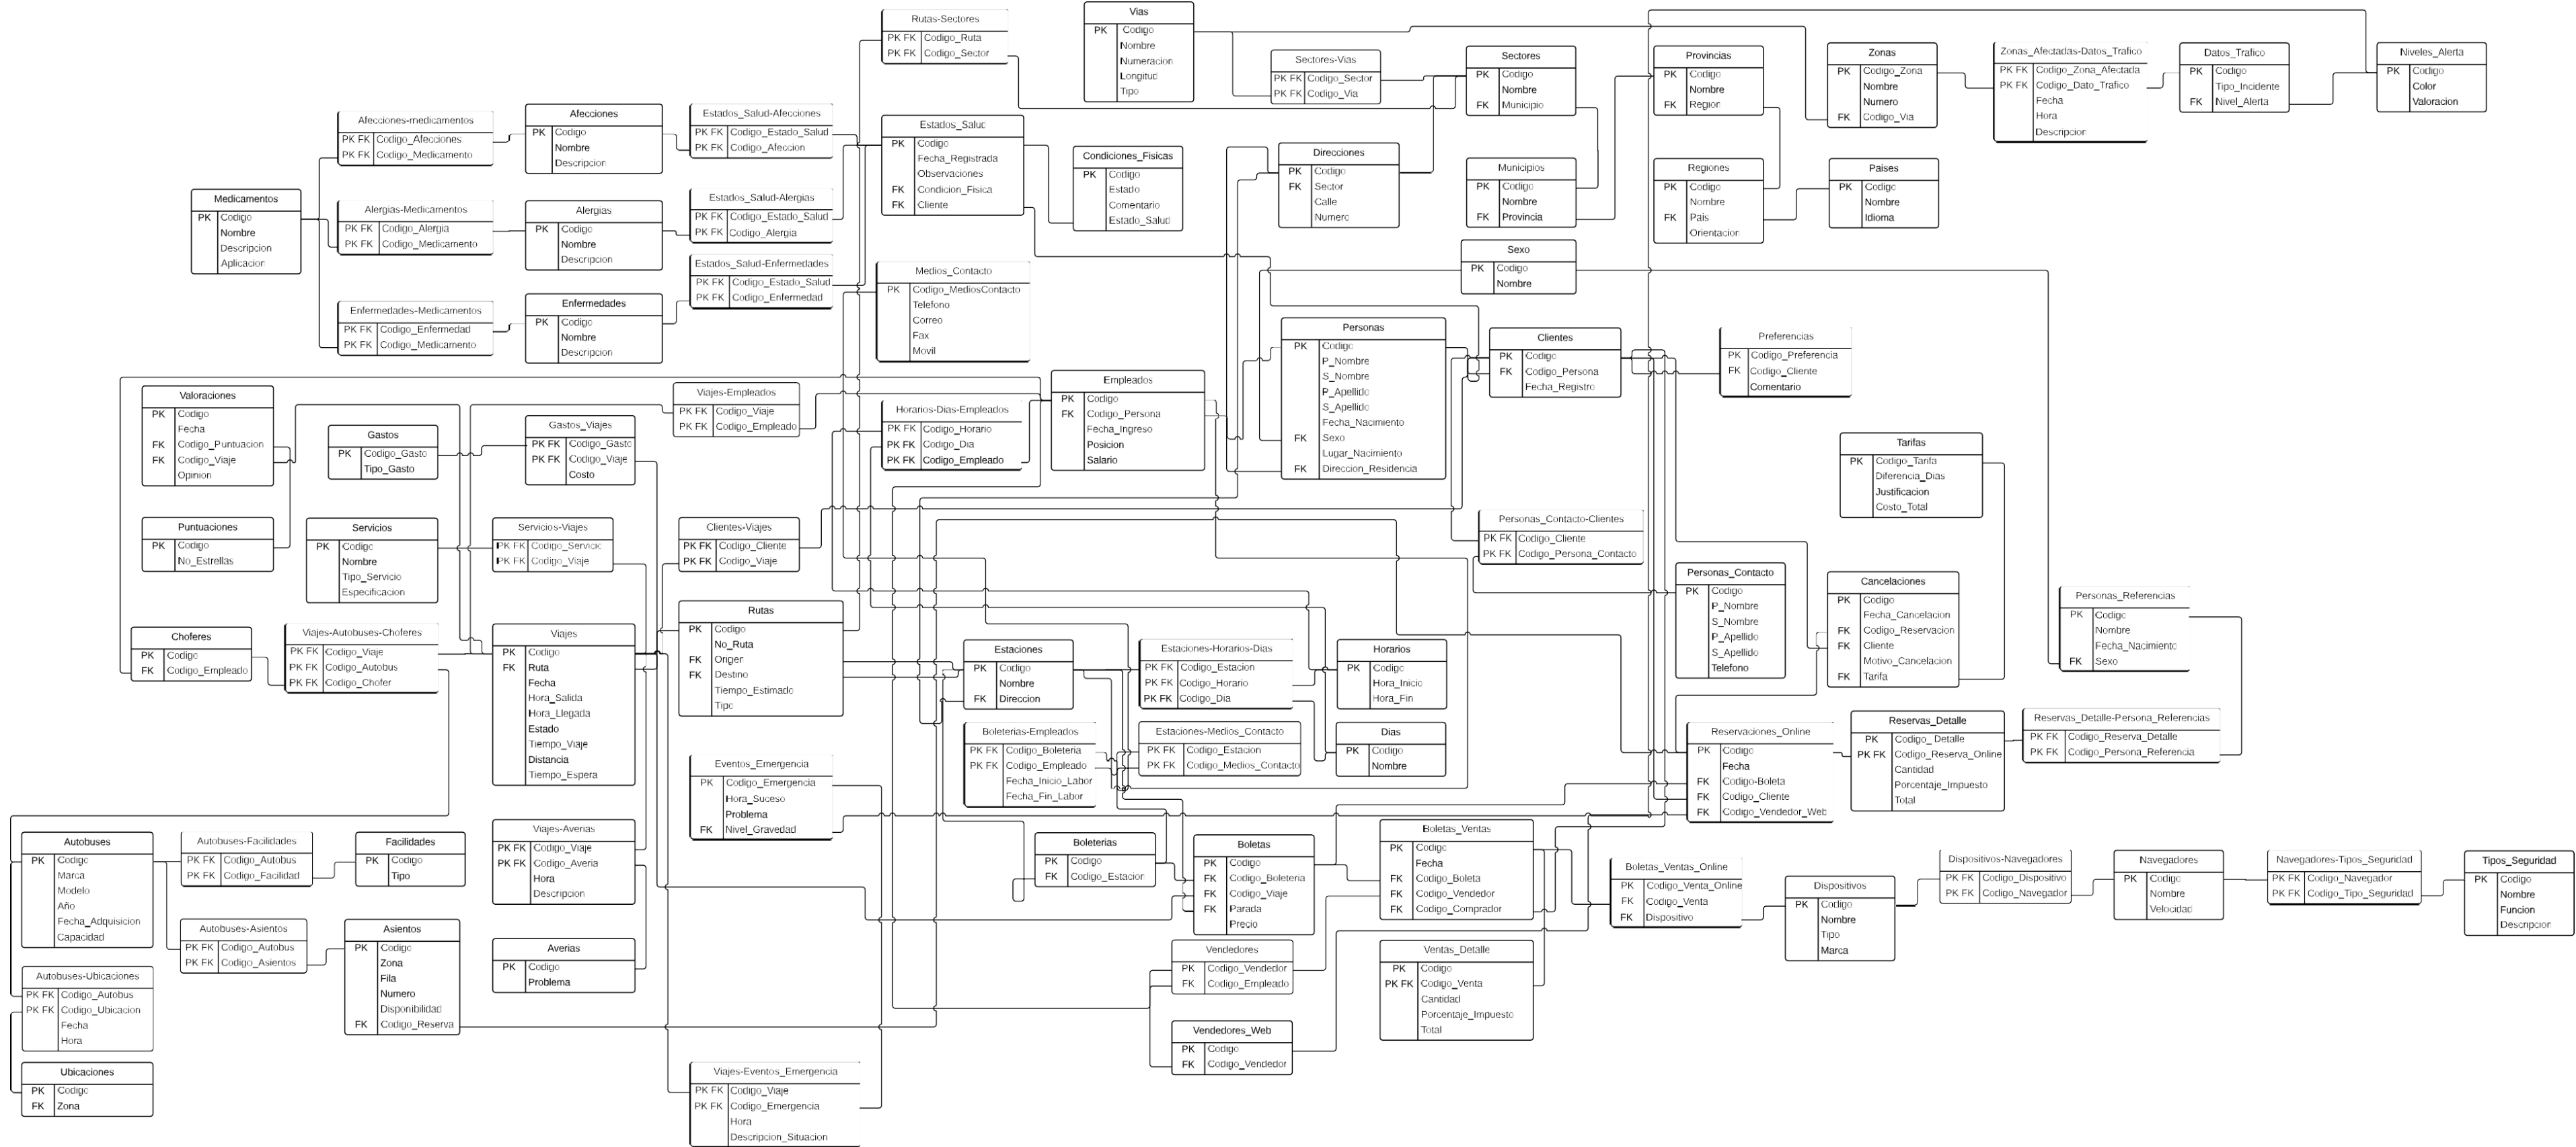 Rutas-Sectores
PK FK Codigo_Ruta
PK FK Codigo_Sector
Vias
PK Codigo
Nombre
Numeracion
Longitud
Tipo
Sectores-Vias
PK FK Codigo_Sector
PK FK Codigo_Via
Sectores
PK Codigo
Nombre
FK Municipio
Provincias
PK Codigo
Nombre
FK Region
Zonas
PK Codigo_Zona
Nombre
Numero
FK Codigo_Via
Zonas_Afectadas-Datos_Trafico
PK FK Codigo_Zona_Afectada
PK FK Codigo_Dato_Trafico
Fecha
Hora
Descripcion
Datos_Trafico
PK Codigo
Tipo_Incidente
FK Nivel_Alerta
Niveles_Alerta
PK Codigo
Color
Valoracion
Afecciones-medicamentos
PK FK Codigo_Afecciones
PK FK Codigo_Medicamento
Afecciones
PK Codigo
Nombre
Descripcion
Estados_Salud-Afecciones
PK FK Codigo_Estado_Salud
PK FK Codigo_Afeccion
Estados_Salud
PK Codigo
Fecha_Registrada
Observaciones
FK Condicion_Fisica
FK Cliente
Condiciones_Fisicas
PK Codigo
Estado
Comentario
Estado_Salud
Direcciones
PK Codigo
FK Sector
Calle
Numero
Municipios
PK Codigo
Nombre
FK Provincia
Regiones
PK Codigo
Nombre
FK Pais
Orientacion
Paises
PK Codigo
Nombre
Idioma
Medicamentos
PK Codigo
Nombre
Descripcion
Aplicacion
Alergias-Medicamentos
PK FK Codigo_Alergia
PK FK Codigo_Medicamento
Alergias
PK Codigo
Nombre
Descripcion
Estados_Salud-Alergias
PK FK Codigo_Estado_Salud
PK FK Codigo_Alergia
Sexo
PK Codigo
Nombre
Enfermedades-Medicamentos
PK FK Codigo_Enfermedad
PK FK Codigo_Medicamento
Enfermedades
PK Codigo
Nombre
Descripcion
Estados_Salud-Enfermedades
PK FK Codigo_Estado_Salud
PK FK Codigo_Enfermedad
Medios_Contacto
PK Codigo_MediosContacto
Telefono
Correo
Fax
Movil
Personas
PK Codigo
P_Nombre
S_Nombre
P_Apellido
S_Apellido
Fecha_Nacimiento
FK Sexo
Lugar_Nacimiento
FK Direccion_Residencia
Clientes
PK Codigo
FK Codigo_Persona
Fecha_Registro
Preferencias
PK Codigo_Preferencia
FK Codigo_Cliente
Comentario
Valoraciones
PK Codigo
Fecha
FK Codigo_Puntuacion
FK Codigo_Viaje
Opinion
Gastos
PK Codigo_Gasto
Tipo_Gasto
Gastos_Viajes
PK FK Codigo_Gasto
PK FK Codigo_Viaje
Costo
Viajes-Empleados
PK FK Codigo_Viaje
PK FK Codigo_Empleado
Horarios-Dias-Empleados
PK FK Codigo_Horario
PK FK Codigo_Dia
PK FK Codigo_Empleado
Empleados
PK Codigo
FK Codigo_Persona
Fecha_Ingreso
Posicion
Salario
Tarifas
PK Codigo_Tarifa
Diferencia_Dias
Justificacion
Costo_Total
Puntuaciones
PK Codigo
No_Estrellas
Servicios
PK Codigo
Nombre
Tipo_Servicio
Especificacion
Servicios-Viajes
PK FK Codigo_Servicio
PK FK Codigo_Viaje
Clientes-Viajes
PK FK Codigo_Cliente
PK FK Codigo_Viaje
Personas_Contacto-Clientes
PK FK Codigo_Cliente
PK FK Codigo_Persona_Contacto
Personas_Contacto
PK Codigo
P_Nombre
S_Nombre
P_Apellido
S_Apellido
Telefono
Cancelaciones
PK Codigo
Fecha_Cancelacion
FK Codigo_Reservacion
FK Cliente
Motivo_Cancelacion
FK Tarifa
Personas_Referencias
PK Codigo
Nombre
Fecha_Nacimiento
FK Sexo
Choferes
PK Codigo
FK Codigo_Empleado
Viajes-Autobuses-Choferes
PK FK Codigo_Viaje
PK FK Codigo_Autobus
PK FK Codigo_Chofer
Viajes
PK Codigo
FK Ruta
Fecha
Hora_Salida
Hora_Llegada
Estado
Tiempo_Viaje
Distancia
Tiempo_Espera
Rutas
PK Codigo
No_Ruta
FK Origen
FK Destino
Tiempo_Estimado
Tipo
Estaciones
PK Codigo
Nombre
FK Direccion
Estaciones-Horarios-Dias
PK FK Codigo_Estacion
PK FK Codigo_Horario
PK FK Codigo_Dia
Horarios
PK Codigo
Hora_Inicio
Hora_Fin
Boleterias-Empleados
PK FK Codigo_Boleteria
PK FK Codigo_Empleado
Fecha_Inicio_Labor
Fecha_Fin_Labor
Estaciones-Medios_Contacto
PK FK Codigo_Estacion
PK FK Codigo_Medios_Contacto
Dias
PK Codigo
Nombre
Reservaciones_Online
PK Codigo
Fecha
FK Codigo-Boleta
FK Codigo_Cliente
FK Codigo_Vendedor_Web
Reservas_Detalle
PK Codigo_Detalle
PK FK Codigo_Reserva_Online
Cantidad
Porcentaje_Impuesto
Total
Reservas_Detalle-Persona_Referencias
PK FK Codigo_Reserva_Detalle
PK FK Codigo_Persona_Referencia
Eventos_Emergencia
PK Codigo_Emergencia
Hora_Suceso
Problema
FK Nivel_Gravedad
Autobuses
PK Codigo
Marca
Modelo
Año
Fecha_Adquisicion
Capacidad
Autobuses-Facilidades
PK FK Codigo_Autobus
PK FK Codigo_Facilidad
Facilidades
PK Codigo
Tipo
Viajes-Averias
PK FK Codigo_Viaje
PK FK Codigo_Averia
Hora
Descripcion
Boleterias
PK Codigo
FK Codigo_Estacion
Boletas
PK Codigo
FK Codigo_Boleteria
FK Codigo_Viaje
FK Parada
Precio
Boletas_Ventas
PK Codigo
Fecha
FK Codigo_Boleta
FK Codigo_Vendedor
FK Codigo_Comprador
Boletas_Ventas_Online
PK Codigo_Venta_Online
FK Codigo_Venta
FK Dispositivo
Dispositivos
PK Codigo
Nombre
Tipo
Marca
Dispositivos-Navegadores
PK FK Codigo_Dispositivo
PK FK Codigo_Navegador
Navegadores
PK Codigo
Nombre
Velocidad
Navegadores-Tipos_Seguridad
PK FK Codigo_Navegador
PK FK Codigo_Tipo_Seguridad
Tipos_Seguridad
PK Codigo
Nombre
Funcion
Descripcion
Autobuses-Asientos
PK FK Codigo_Autobus
PK FK Codigo_Asientos
Asientos
PK Codigo
Zona
Fila
Numero
Disponibilidad
FK Codigo_Reserva
Averias
PK Codigo
Problema
Vendedores
PK Codigo_Vendedor
FK Codigo_Empleado
Ventas_Detalle
PK Codigo
PK FK Codigo_Venta
Cantidad
Porcentaje_Impuesto
Total
Autobuses-Ubicaciones
PK FK Codigo_Autobus
PK FK Codigo_Ubicacion
Fecha
Hora
Vendedores_Web
PK Codigo
FK Codigo_Vendedor
Ubicaciones
PK Codigo
FK Zona
Viajes-Eventos_Emergencia
PK FK Codigo_Viaje
PK FK Codigo_Emergencia
Hora
Descripcion_Situacion